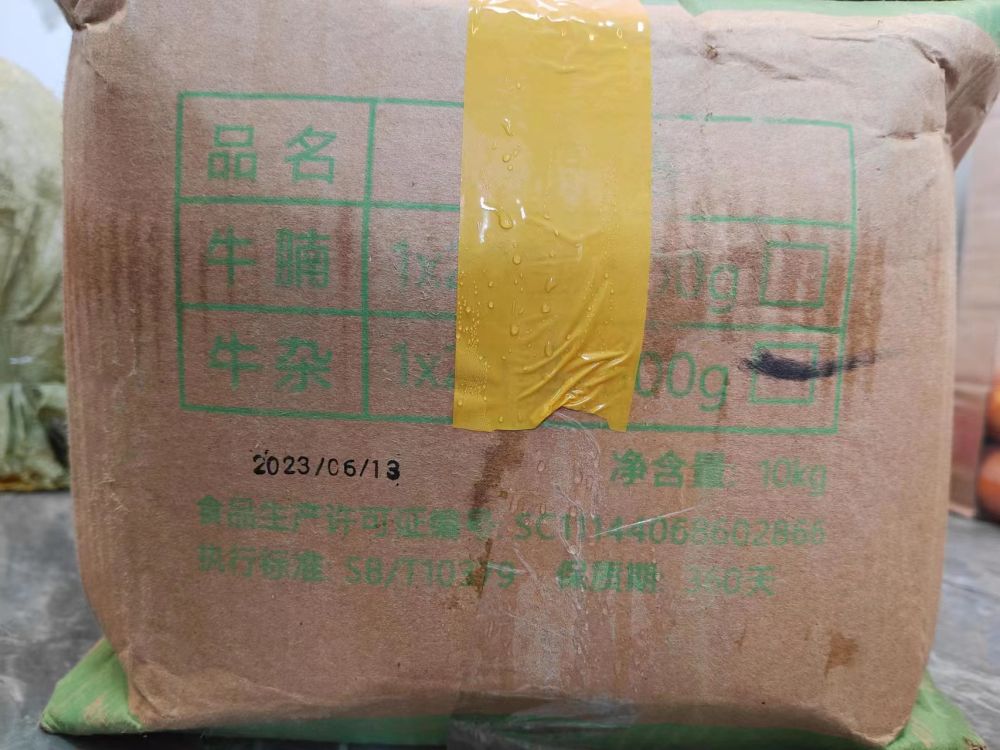 品名
牛腩 1x2 00g
牛杂 1x2 00g
2023/06/13 净含量: 10kg
食品生产许可证编号: SC11144068602866
执行标准: SB/T10379 保质期: 360天